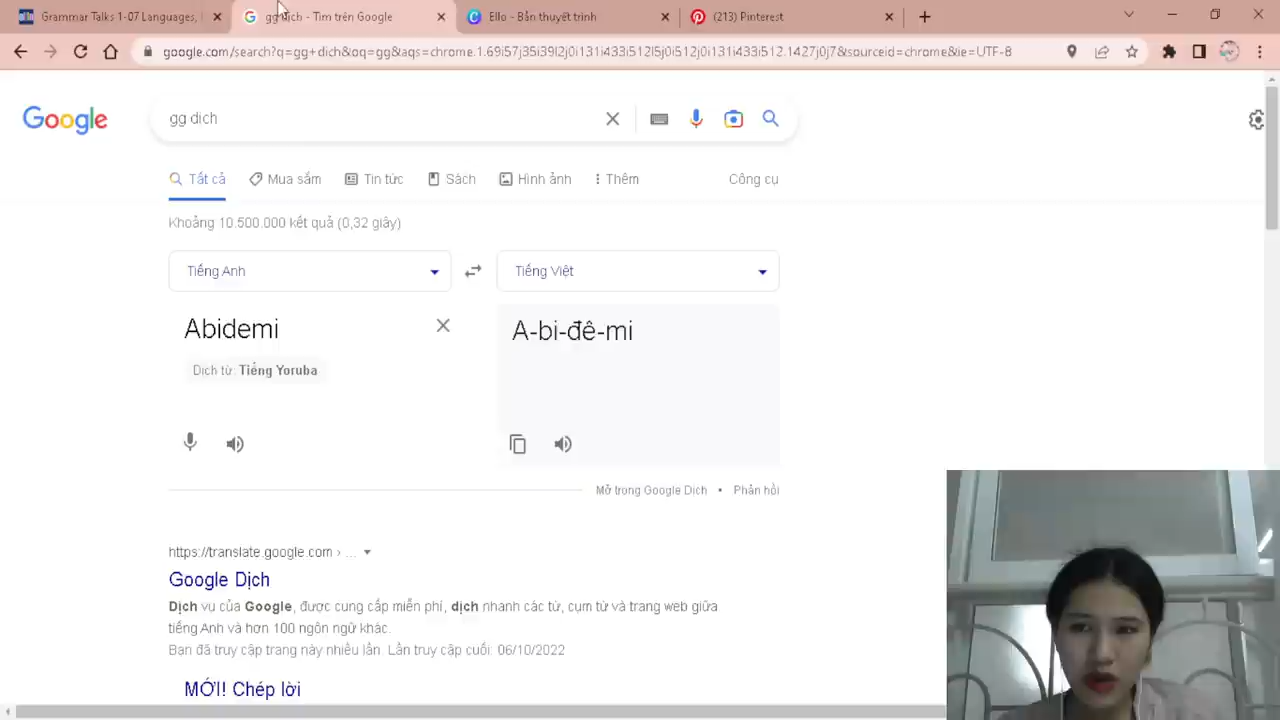 Grammar Talks 1-07 Languages,
gg dịch - Tìm trên Google
Ello - Bản thuyết trình
(213) Pinterest
google.com/search?q=gg+dich&oq=gg&aqs=chrome.1.69i57j35i39l2j0i131i433i512l5j0i512j0i131i433i512.1427j0j7&sourceid=chrome&ie=UTF-8
Google
gg dich
Tất cả
Mua sắm
Tin tức
Sách
Hình ảnh
Thêm
Công cụ
Khoảng 10.500.000 kết quả (0,32 giây)
Tiếng Anh
Tiếng Việt
Abidemi
A-bi-đê-mi
Dịch từ: Tiếng Yoruba
Mở trong Google Dịch • Phản hồi
https://translate.google.com › ...
Google Dịch
Dịch vụ của Google, được cung cấp miễn phí, dịch nhanh các từ, cụm từ và trang web giữa
tiếng Anh và hơn 100 ngôn ngữ khác.
Bạn đã truy cập trang này nhiều lần. Lần truy cập cuối: 06/10/2022
MỚI! Chép lời